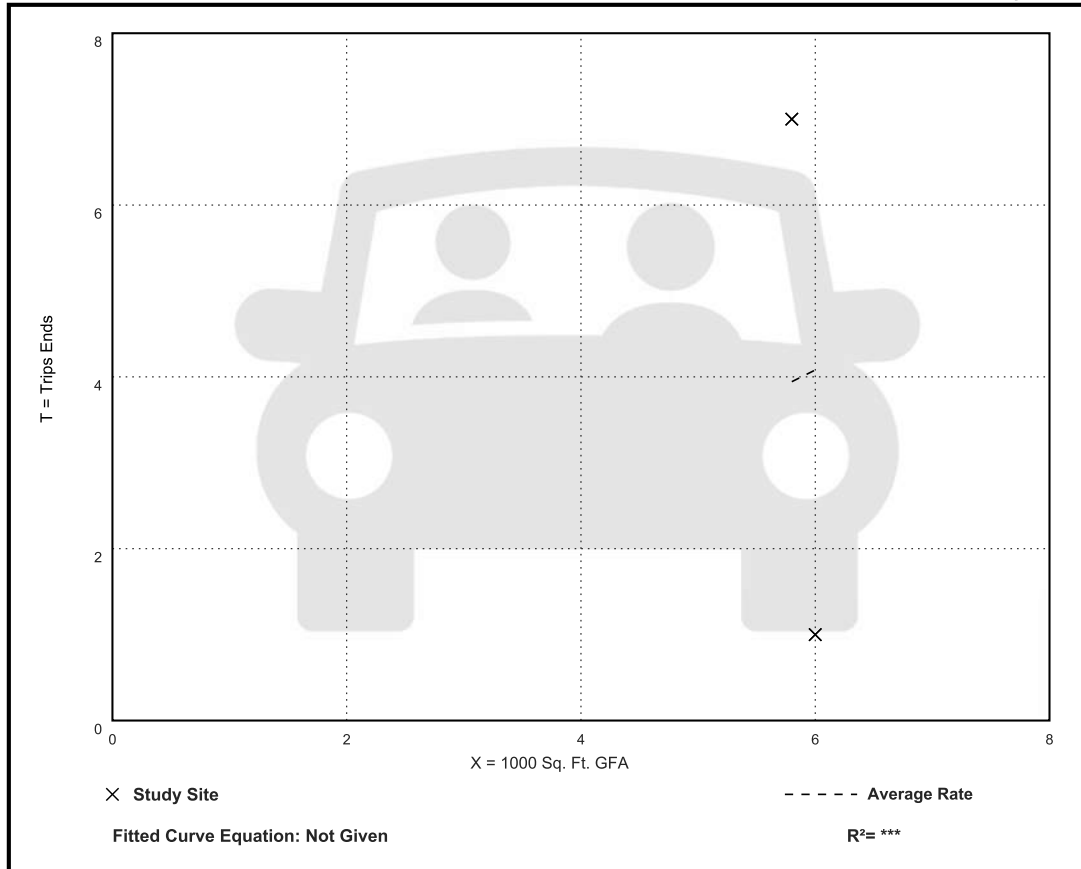 8
6
4
2
0
T = Trips Ends
0 2 4 6 8
X = 1000 Sq. Ft. GFA
Study Site
Average Rate
Fitted Curve Equation: Not Given
R²= ***